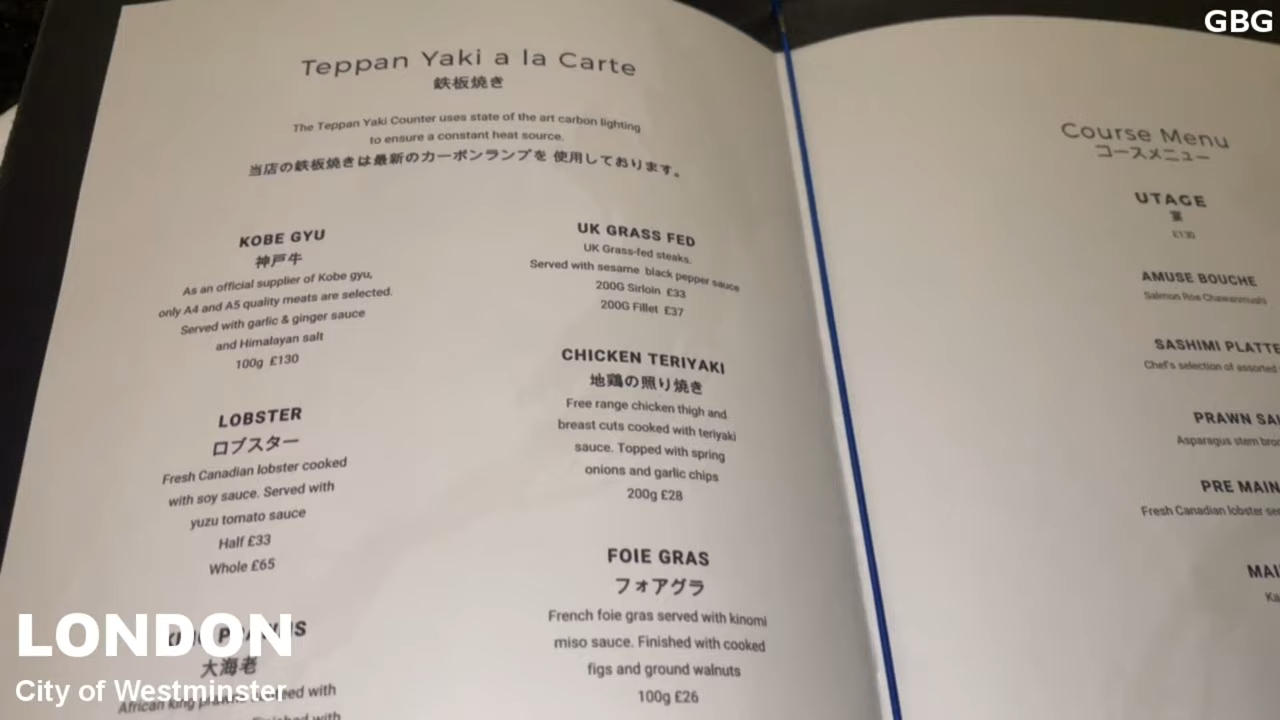 GBG
Teppan Yaki a la Carte
鉄板焼き
The Teppan Yaki Counter uses state of the art carbon lighting
to ensure a constant heat source.
当店の鉄板焼きは最新のカーボンランプを 使用しております。
KOBE GYU
神戸牛
As an official supplier of Kobe gyu,
only A4 and A5 quality meats are selected.
Served with garlic & ginger sauce
and Himalayan salt
100g £130
LOBSTER
ロブスター
Fresh Canadian lobster cooked
with soy sauce. Served with
yuzu tomato sauce
Half £33
Whole £65
大海老
African king
with
UK GRASS FED
UK Grass-fed steaks.
Served with sesame black pepper sauce
200G Sirloin £33
200G Fillet £37
CHICKEN TERIYAKI
地鶏の照り焼き
Free range chicken thigh and
breast cuts cooked with teriyaki
sauce. Topped with spring
onions and garlic chips
200g £28
FOIE GRAS
フォアグラ
French foie gras served with kinomi
miso sauce. Finished with cooked
figs and ground walnuts
100g £26
Course Menu
コースメニュー
UTAGE
宴
£130
AMUSE BOUCHE
Salmon Roe Chawanmushi
SASHIMI PLATTE
Chef's selection of assorted
PRAWN
Asparagus stem
PRE MAIN
Fresh Canadian lobster
LONDON
City of Westminster